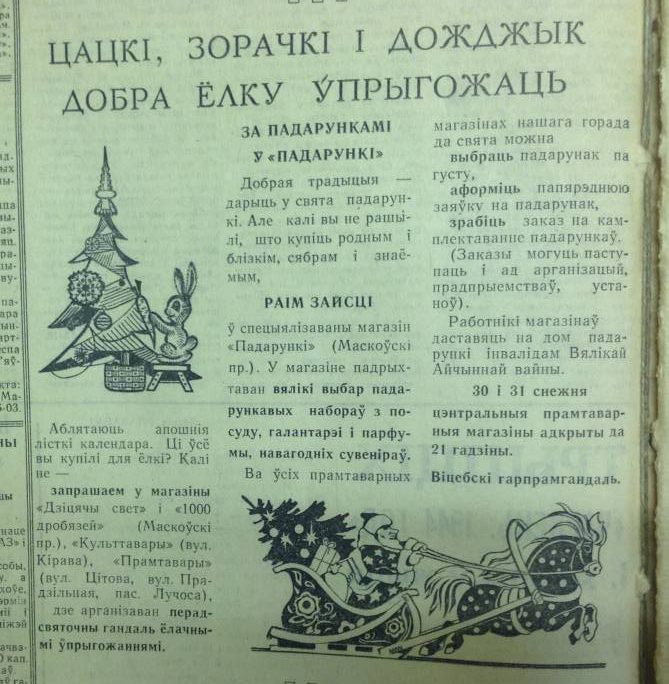 ЦАЦКІ, ЗОРАЧКІ І ДОЖДЖЫК
ДОБРА ЁЛКУ ЎПРЫГОЖАЦЬ
Аблятаюць апошнія
лісткі календара. Ці ўсё
вы купілі для ёлкі? Калі
не —
запрашаем у магазіны
«Дзіцячы свет» і «1000
дробязей» (Маскоўскі
пр.), «Культтавары» (вул.
Кірава), «Прамтавары»
(вул. Цітова, вул. Пра-
дзільная, пас. Лучоса),
дзе арганізаван перад-
святочны гандаль ёлачны-
мі ўпрыгожаннямі.
ЗА ПАДАРУНКАМІ
У «ПАДАРУНКІ»
Добрая традыцыя —
дарыць у свята падарун-
кі. Але калі вы не рашы-
лі, што купіць родным і
блізкім, сябрам і знаё-
мым,
РАІМ ЗАЙСЦІ
ў спецыялізаваны магазін
«Падарункі» (Маскоўскі
пр.). У магазіне падрых-
таван вялікі выбар пада-
рункавых набораў з по-
суду, галантарэі і парфу-
мы, навагодніх сувеніраў.
Ва ўсіх прамтаварных
магазінах нашага горада
да свята можна
выбраць падарунак па
густу,
аформіць папярэднюю
заяўку на падарунак,
зрабіць заказ на кам-
плектаванне падарункаў.
(Заказы могуць пасту-
паць і ад арганізацый,
прадпрыемстваў, уста-
ноў).
Работнікі магазінаў
даставяць на дом пада-
рункі інвалідам Вялікай
Айчыннай вайны.
30 і 31 снежня
цэнтральныя прамтавар-
ныя магазіны адкрыты да
21 гадзіны.
Віцебскі гарпрамгандаль.